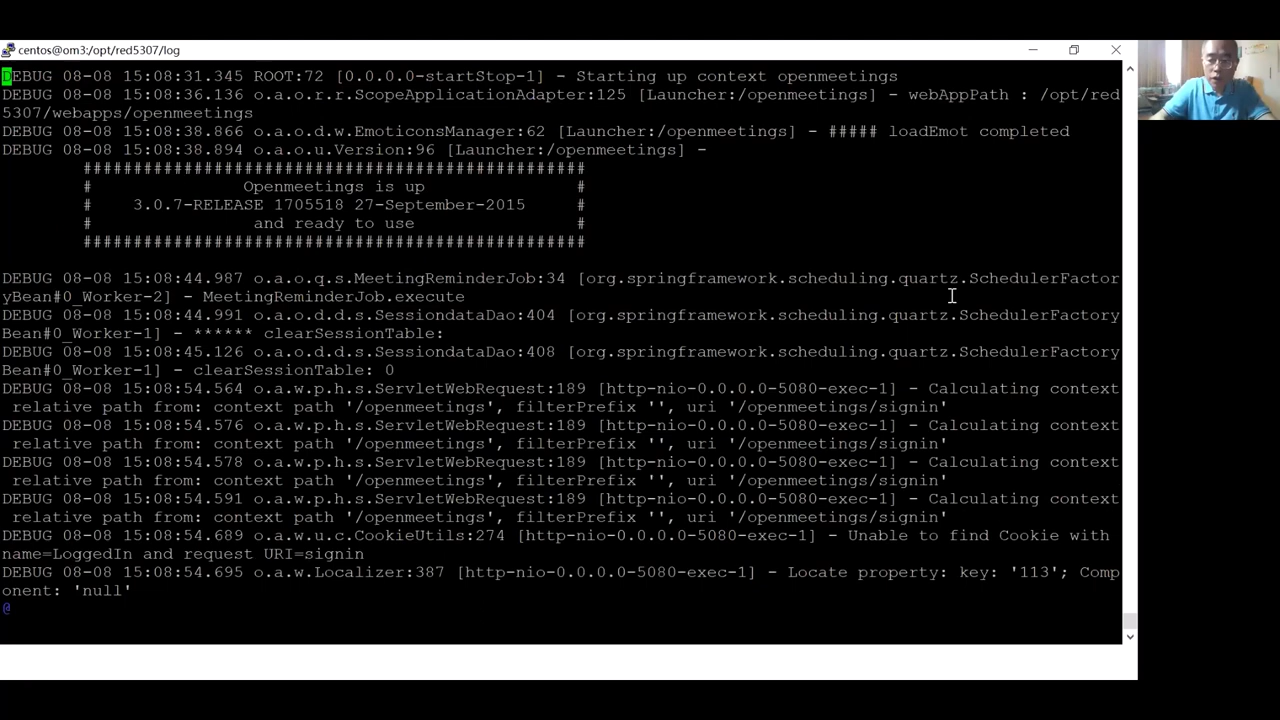 centos@om3:/opt/red5307/log
DEBUG 08-08 15:08:31.345 ROOT:72 [0.0.0.0-startStop-1] - Starting up context openmeetings
DEBUG 08-08 15:08:36.136 o.a.o.r.r.ScopeApplicationAdapter:125 [Launcher:/openmeetings] - webAppPath : /opt/red
5307/webapps/openmeetings
DEBUG 08-08 15:08:38.866 o.a.o.d.w.EmoticonsManager:62 [Launcher:/openmeetings] - ##### loadEmot completed
DEBUG 08-08 15:08:38.894 o.a.o.u.Version:96 [Launcher:/openmeetings] -
##################################################
# Openmeetings is up #
# 3.0.7-RELEASE 1705518 27-September-2015 #
# and ready to use #
##################################################
DEBUG 08-08 15:08:44.987 o.a.o.q.s.MeetingReminderJob:34 [org.springframework.scheduling.quartz.SchedulerFactor
yBean#0_Worker-2] - MeetingReminderJob.execute
DEBUG 08-08 15:08:44.991 o.a.o.d.d.s.SessiondataDao:404 [org.springframework.scheduling.quartz.SchedulerFactory
Bean#0_Worker-1] - ****** clearSessionTable:
DEBUG 08-08 15:08:45.126 o.a.o.d.d.s.SessiondataDao:408 [org.springframework.scheduling.quartz.SchedulerFactory
Bean#0_Worker-1] - clearSessionTable: 0
DEBUG 08-08 15:08:54.564 o.a.w.p.h.s.ServletWebRequest:189 [http-nio-0.0.0.0-5080-exec-1] - Calculating context
relative path from: context path '/openmeetings', filterPrefix '', uri '/openmeetings/signin'
DEBUG 08-08 15:08:54.576 o.a.w.p.h.s.ServletWebRequest:189 [http-nio-0.0.0.0-5080-exec-1] - Calculating context
relative path from: context path '/openmeetings', filterPrefix '', uri '/openmeetings/signin'
DEBUG 08-08 15:08:54.578 o.a.w.p.h.s.ServletWebRequest:189 [http-nio-0.0.0.0-5080-exec-1] - Calculating context
relative path from: context path '/openmeetings', filterPrefix '', uri '/openmeetings/signin'
DEBUG 08-08 15:08:54.591 o.a.w.p.h.s.ServletWebRequest:189 [http-nio-0.0.0.0-5080-exec-1] - Calculating context
relative path from: context path '/openmeetings', filterPrefix '', uri '/openmeetings/signin'
DEBUG 08-08 15:08:54.689 o.a.w.u.c.CookieUtils:274 [http-nio-0.0.0.0-5080-exec-1] - Unable to find Cookie with
name=LoggedIn and request URI=signin
DEBUG 08-08 15:08:54.695 o.a.w.Localizer:387 [http-nio-0.0.0.0-5080-exec-1] - Locate property: key: '113'; Comp
onent: 'null'
@